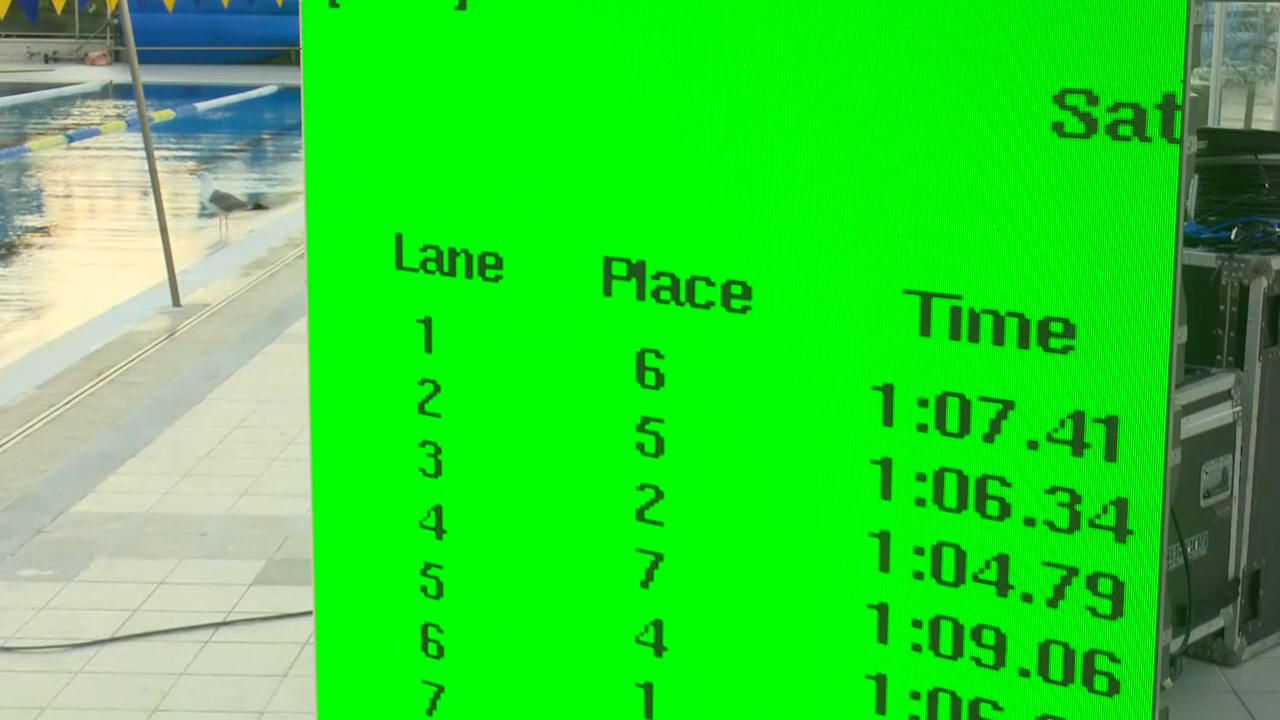 Sat
Lane Place Time
1 6 1:07.41
2 5 1:06.34
3 2 1:04.79
4 7 1:09.06
5 4
6 1
7